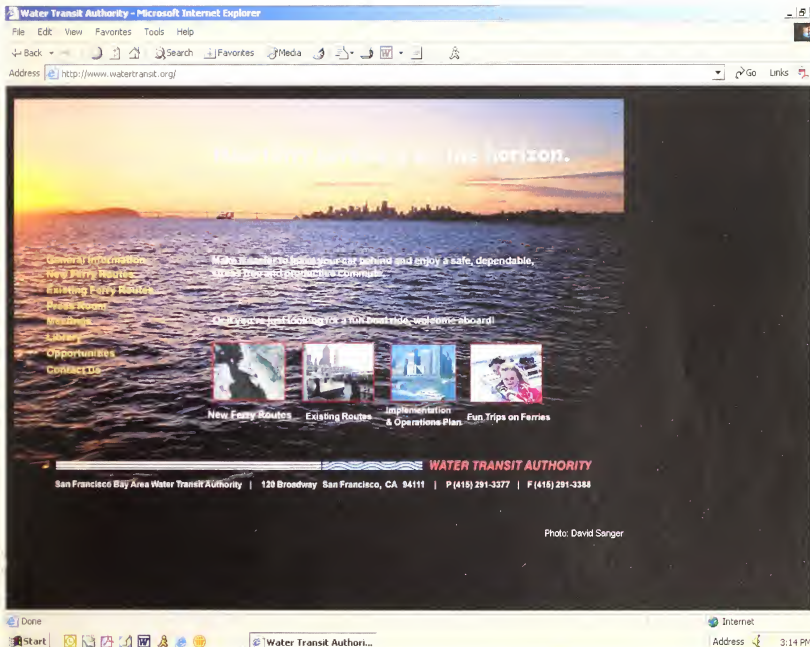 Water Transit Authority - Microsoft Internet Explorer
File Edit View Favorites Tools Help
Back Search Favorites Media
Address http://www.watertransit.org/ Go Links
the horizon.
General Information
New Ferry Routes
Existing Ferry Routes
Press Room
Meetings
Library
Opportunities
Contact Us
Make it safer to leave your car behind and enjoy a safe, dependable,
stress free and productive commute.
Or if you're just looking for a fun boat ride, welcome aboard!
New Ferry Routes
Existing Routes
Implementation
& Operations Plan
Fun Trips on Ferries
WATER TRANSIT AUTHORITY
San Francisco Bay Area Water Transit Authority | 120 Broadway San Francisco, CA 94111 | P (415) 291-3377 | F (415) 291-3388
Photo: David Sanger
Done Internet
Start Water Transit Authori... Address 3:14 PM